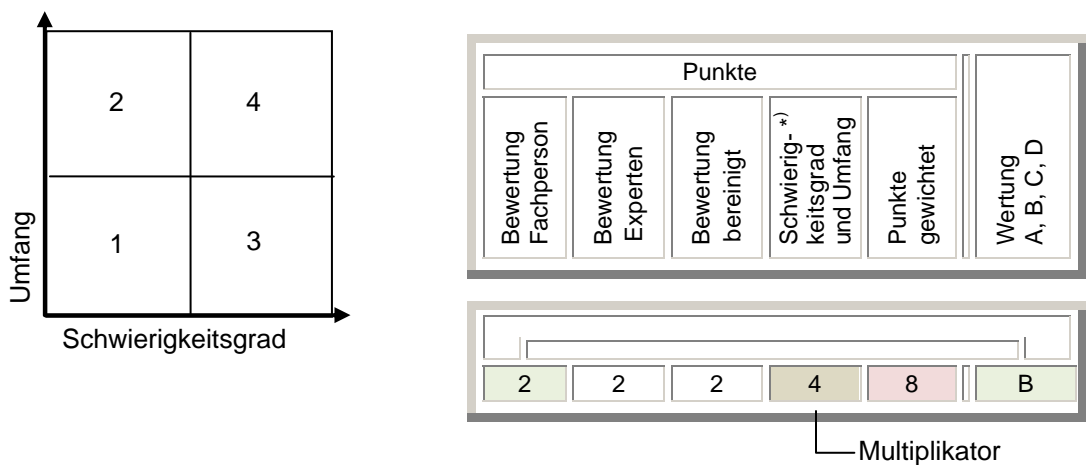 2 4
1 3
Umfang
Schwierigkeitsgrad
Punkte
Bewertung
Fachperson
Bewertung
Experten
Bewertung
bereinigt
Schwierig- *)
keitsgrad
und Umfang
Punkte
gewichtet
Wertung
A, B, C, D
2 2 2 4 8 B
Multiplikator